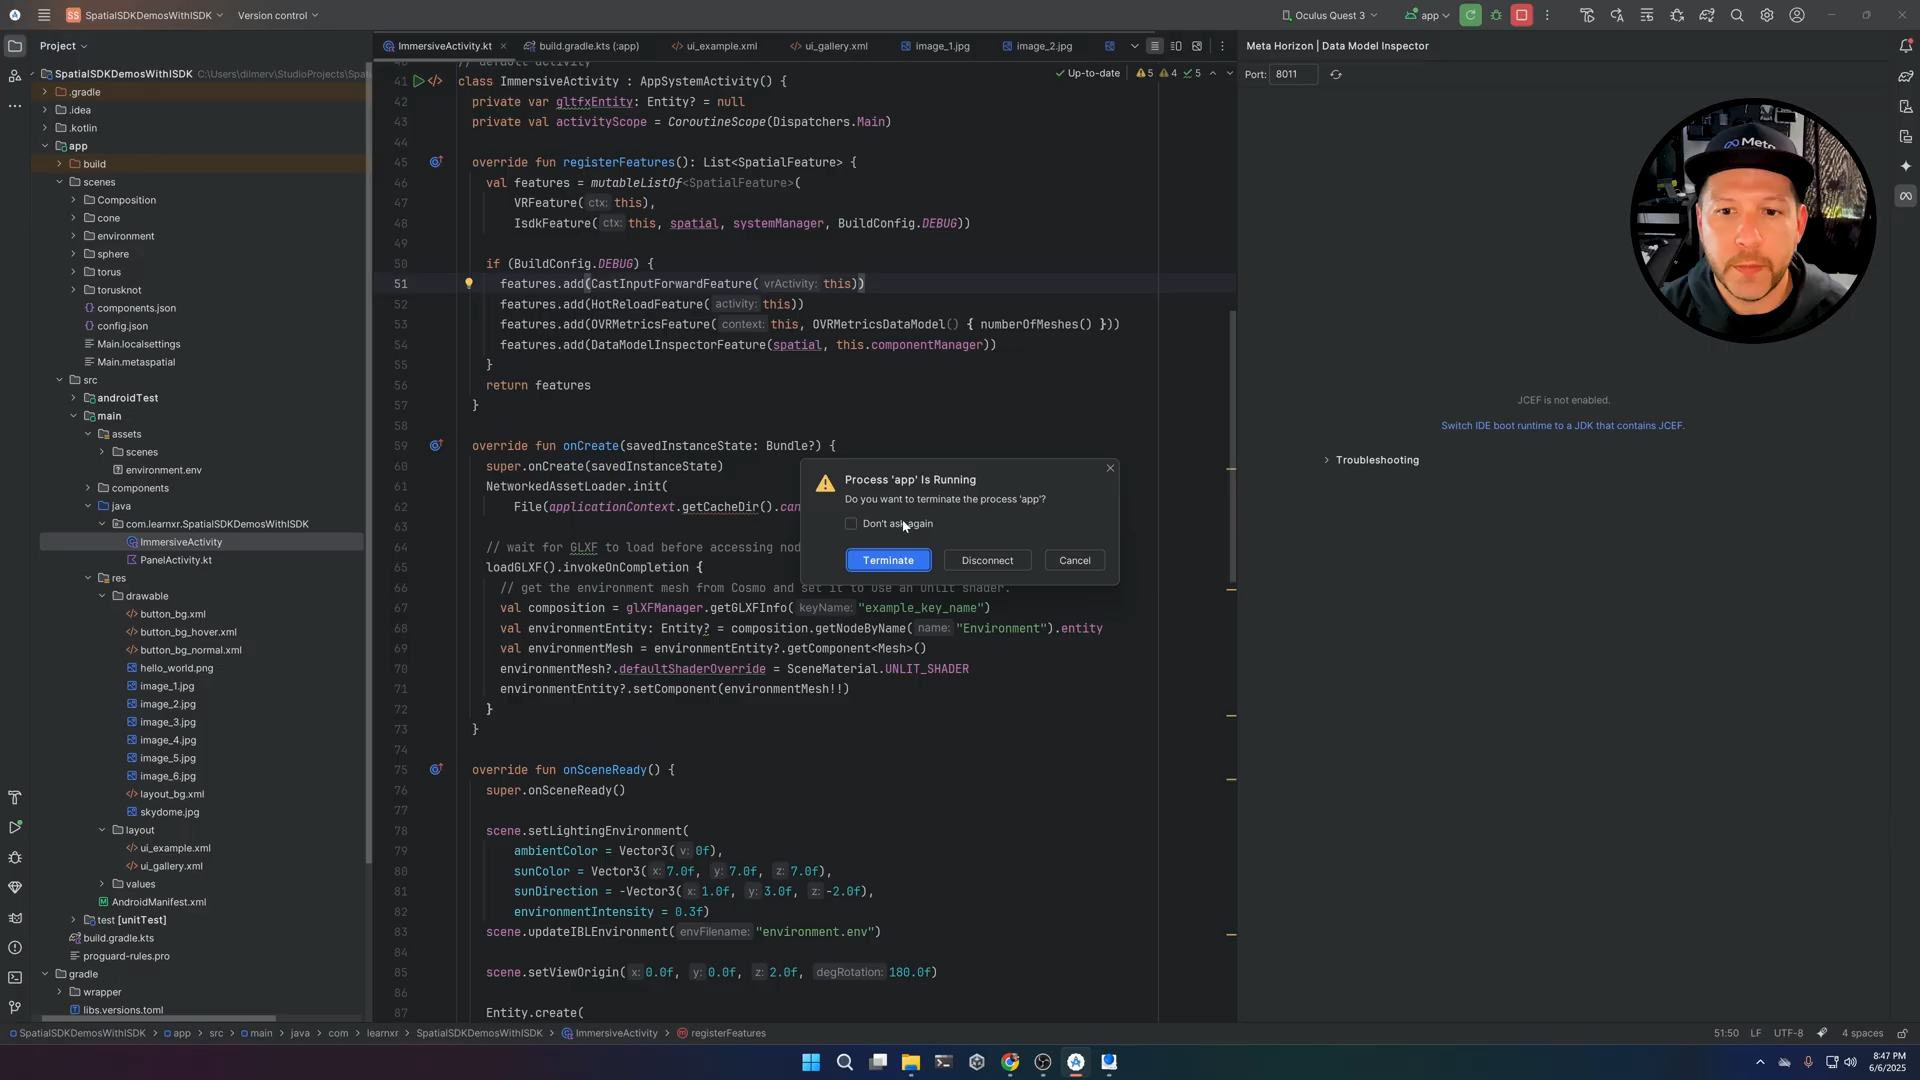 SS SpatialSDKDemosWithISDK
Version control
Oculus Quest 3
app
Project
ImmersiveActivity.kt
build.gradle.kts (:app)
ui_example.xml
ui_gallery.xml
image_1.jpg
image_2.jpg
Meta Horizon | Data Model Inspector
Port: 8011
Up-to-date
5 4 5
SpatialSDKDemosWithISDK C:\Users\dilmerv\StudioProjects\Spati
.gradle
.idea
.kotlin
app
build
scenes
Composition
cone
environment
sphere
torus
torusknot
components.json
config.json
Main.localsettings
Main.metaspatial
src
androidTest
main
assets
scenes
environment.env
components
java
com.learnxr.SpatialSDKDemosWithISDK
ImmersiveActivity
PanelActivity.kt
res
drawable
button_bg.xml
button_bg_hover.xml
button_bg_normal.xml
hello_world.png
image_1.jpg
image_2.jpg
image_3.jpg
image_4.jpg
image_5.jpg
image_6.jpg
layout_bg.xml
skydome.jpg
layout
ui_example.xml
ui_gallery.xml
values
AndroidManifest.xml
test [unitTest]
build.gradle.kts
proguard-rules.pro
gradle
wrapper
libs.versions.toml
// default activity
41 class ImmersiveActivity : AppSystemActivity() {
42 private var gltfxEntity: Entity? = null
43 private val activityScope = CoroutineScope(Dispatchers.Main)
44
45 override fun registerFeatures(): List<SpatialFeature> {
46 val features = mutableListOf<SpatialFeature>(
47 VRFeature( ctx: this),
48 IsdkFeature( ctx: this, spatial, systemManager, BuildConfig.DEBUG))
49
50 if (BuildConfig.DEBUG) {
51 features.add(CastInputForwardFeature( vrActivity: this))
52 features.add(HotReloadFeature( activity: this))
53 features.add(OVRMetricsFeature( context: this, OVRMetricsDataModel() { numberOfMeshes() }))
54 features.add(DataModelInspectorFeature(spatial, this.componentManager))
55 }
56 return features
57 }
58
59 override fun onCreate(savedInstanceState: Bundle?) {
60 super.onCreate(savedInstanceState)
61 NetworkedAssetLoader.init(
62 File(applicationContext.getCacheDir().can
64 // wait for GLXF to load before accessing nod
65 loadGLXF().invokeOnCompletion {
66 // get the environment mesh from Cosmo and set it to use an unlit shader.
67 val composition = glXFManager.getGLXFInfo( keyName: "example_key_name")
68 val environmentEntity: Entity? = composition.getNodeByName( name: "Environment").entity
69 val environmentMesh = environmentEntity?.getComponent<Mesh>()
70 environmentMesh?.defaultShaderOverride = SceneMaterial.UNLIT_SHADER
71 environmentEntity?.setComponent(environmentMesh!!)
72 }
73 }
74
75 override fun onSceneReady() {
76 super.onSceneReady()
77
78 scene.setLightingEnvironment(
79 ambientColor = Vector3( v: 0f),
80 sunColor = Vector3( x: 7.0f, y: 7.0f, z: 7.0f),
81 sunDirection = -Vector3( x: 1.0f, y: 3.0f, z: -2.0f),
82 environmentIntensity = 0.3f)
83 scene.updateIBLEnvironment( envFilename: "environment.env")
84
85 scene.setViewOrigin( x: 0.0f, y: 0.0f, z: 2.0f, degRotation: 180.0f)
86
87 Entity.create(
Process 'app' Is Running
Do you want to terminate the process 'app'?
Don't ask again
Terminate
Disconnect
Cancel
Meta
JCEF is not enabled.
Switch IDE boot runtime to a JDK that contains JCEF.
Troubleshooting
SpatialSDKDemosWithISDK > app > src > main > java > com > learnxr > SpatialSDKDemosWithISDK > ImmersiveActivity > registerFeatures
51:50 LF UTF-8 4 spaces
8:47 PM
6/6/2025